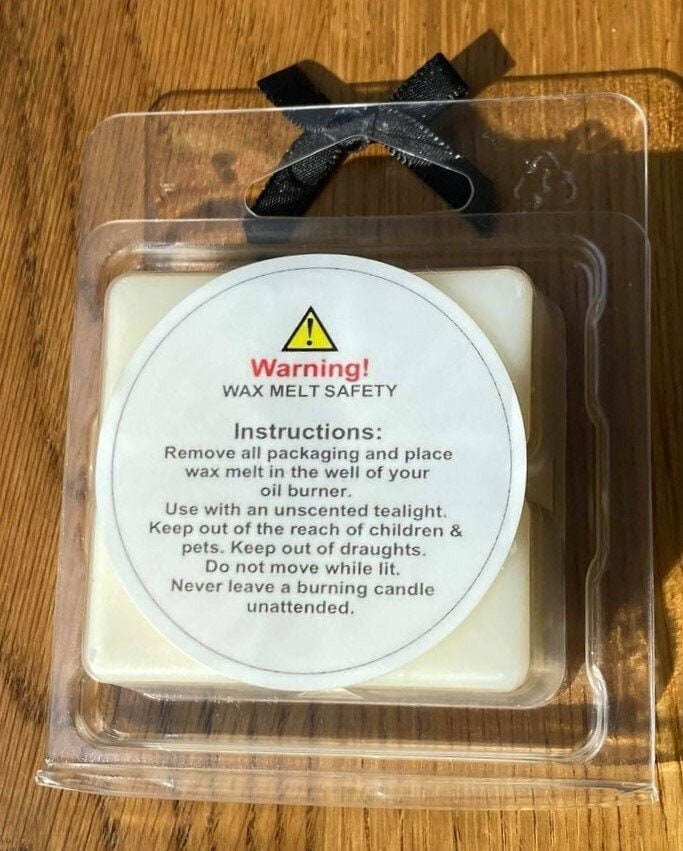 Warning!
WAX MELT SAFETY
Instructions:
Remove all packaging and place
wax melt in the well of your
oil burner.
Use with an unscented tealight.
Keep out of the reach of children &
pets. Keep out of draughts.
Do not move while lit.
Never leave a burning candle
unattended.